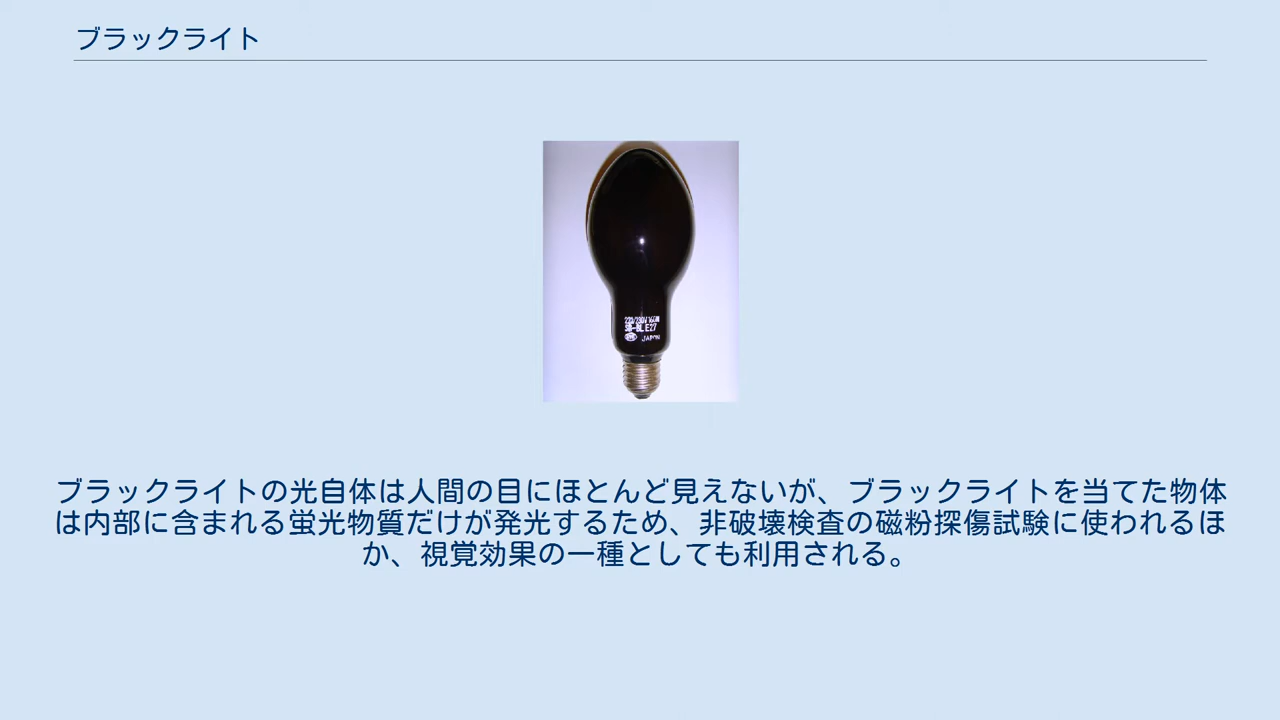 ブラックライト
SB-BL E27
JAPAN
ブラックライトの光自体は人間の目にほとんど見えないが、ブラックライトを当てた物体
は内部に含まれる蛍光物質だけが発光するため、非破壊検査の磁粉探傷試験に使われるほ
か、視覚効果の一種としても利用される。